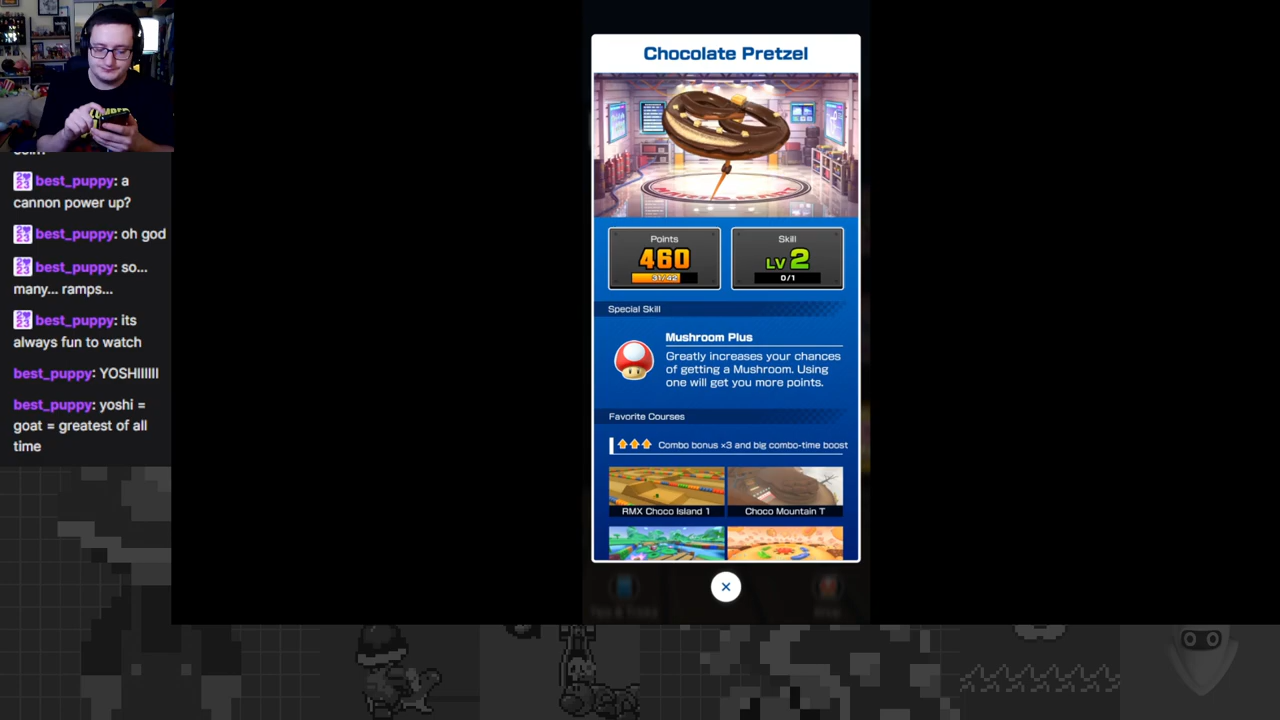 best_puppy: a
cannon power up?
best_puppy: oh god
best_puppy: so...
many... ramps...
best_puppy: its
always fun to watch
best_puppy: YOSHIIIIII
best_puppy: yoshi =
goat = greatest of all
time
Chocolate Pretzel
Points
460
31/42
Skill
LV 2
0/1
Special Skill
Mushroom Plus
Greatly increases your chances
of getting a Mushroom. Using
one will get you more points.
Favorite Courses
Combo bonus ×3 and big combo-time boost
RMX Choco Island 1
Choco Mountain T